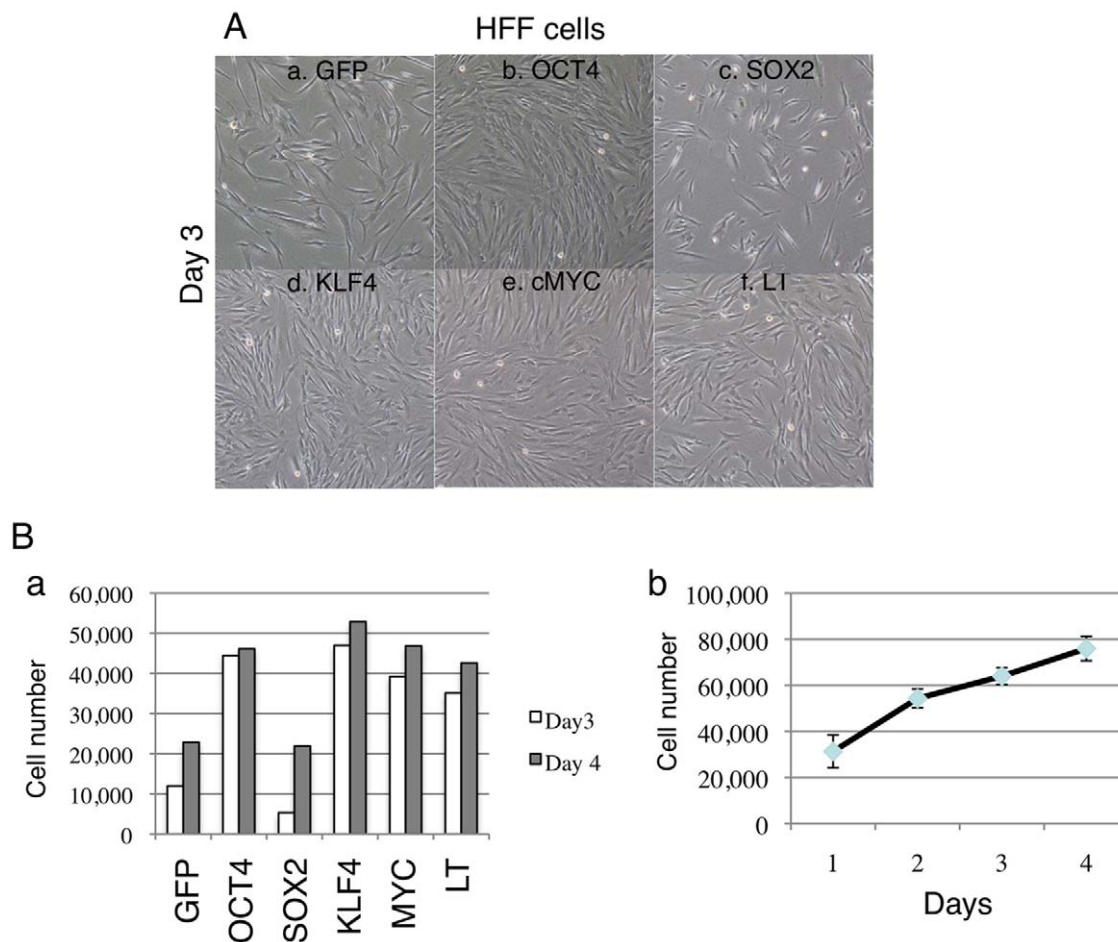 A
HFF cells
a. GFP
b. OCT4
c. SOX2
Day 3
d. KLF4
e. cMYC
f. LT
B
a
60,000
50,000
40,000
30,000
20,000
10,000
0
Cell number
GFP
OCT4
SOX2
KLF4
MYC
LT
Day3
Day 4
b
100,000
80,000
60,000
40,000
20,000
0
Cell number
1 2 3 4
Days